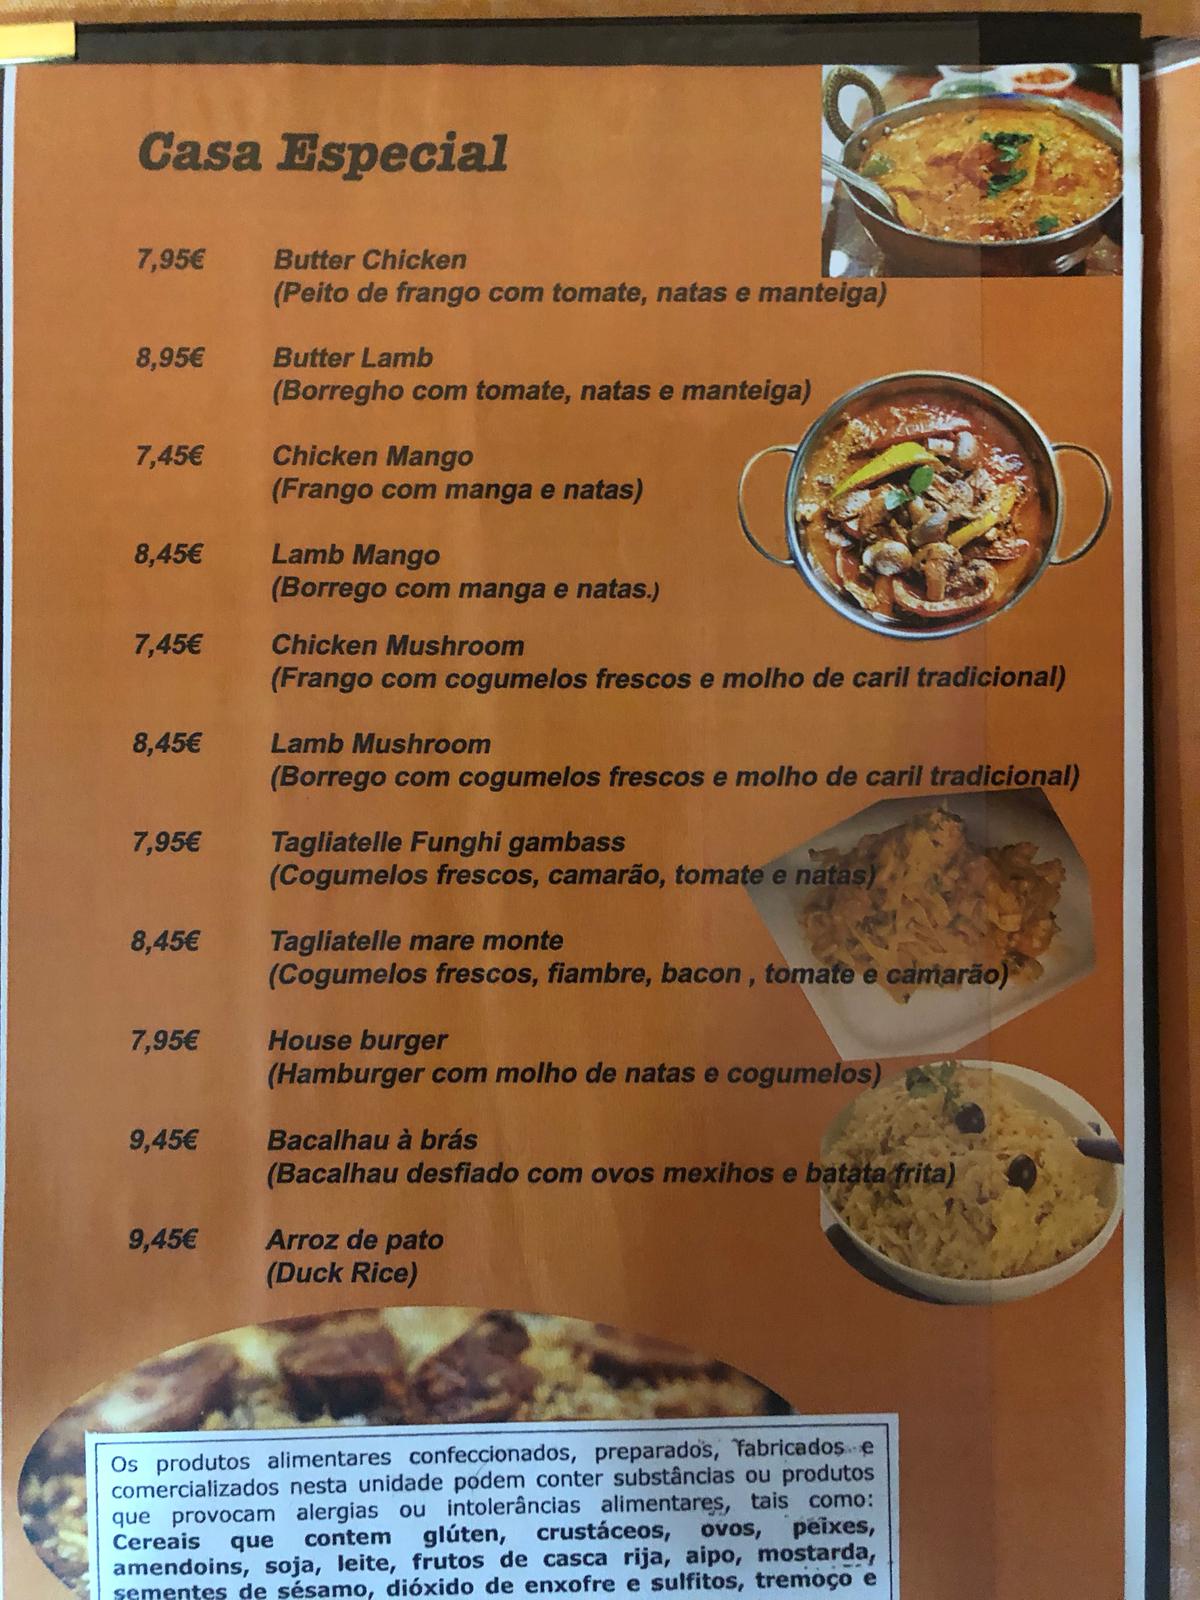 Casa Especial
7,95€ Butter Chicken
(Peito de frango com tomate, natas e manteiga)
8,95€ Butter Lamb
(Borregho com tomate, natas e manteiga)
7,45€ Chicken Mango
(Frango com manga e natas)
8,45€ Lamb Mango
(Borrego com manga e natas.)
7,45€ Chicken Mushroom
(Frango com cogumelos frescos e molho de caril tradicional)
8,45€ Lamb Mushroom
(Borrego com cogumelos frescos e molho de caril tradicional)
7,95€ Tagliatelle Funghi gambass
(Cogumelos frescos, camarão, tomate e natas)
8,45€ Tagliatelle mare monte
(Cogumelos frescos, fiambre, bacon , tomate e camarão)
7,95€ House burger
(Hamburger com molho de natas e cogumelos)
9,45€ Bacalhau à brás
(Bacalhau desfiado com ovos mexihos e batata frita)
9,45€ Arroz de pato
(Duck Rice)
Os produtos alimentares confeccionados, preparados, fabricados e
comercializados nesta unidade podem conter substâncias ou produtos
que provocam alergias ou intolerâncias alimentares, tais como:
Cereais que contem glúten, crustáceos, ovos, peixes,
amendoins, soja, leite, frutos de casca rija, aipo, mostarda,
sementes de sésamo, dióxido de enxofre e sulfitos, tremoço e